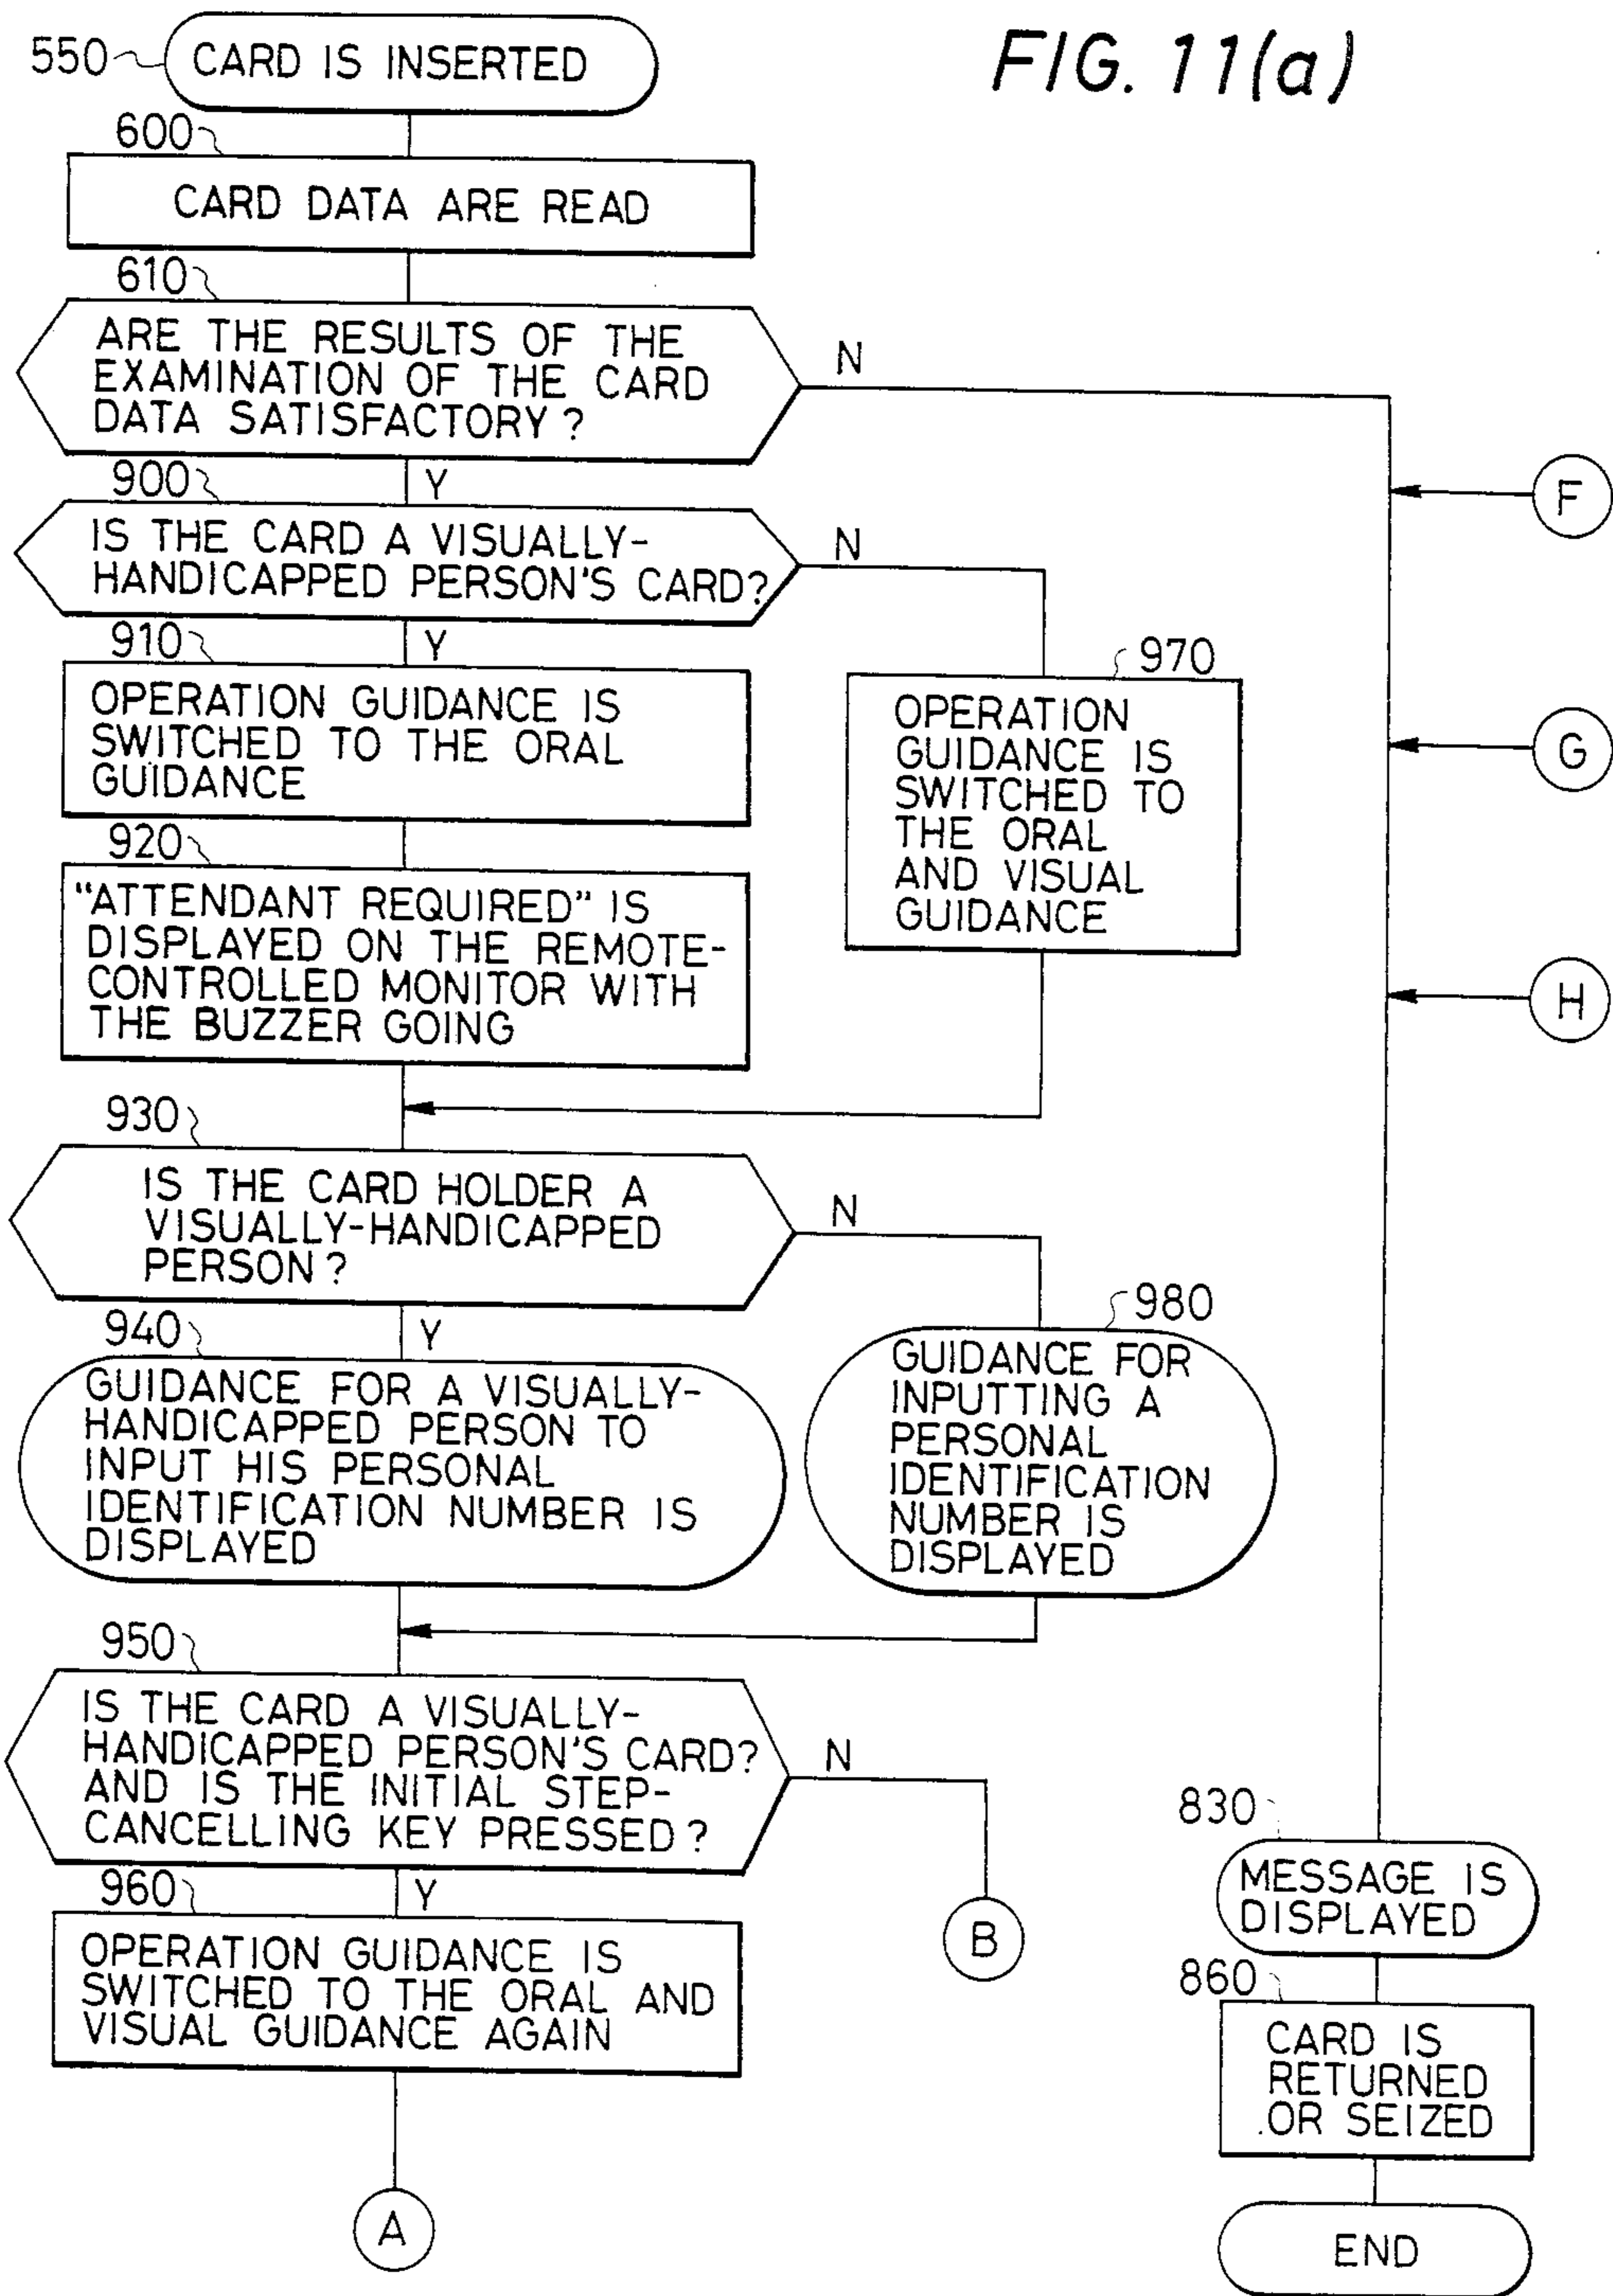 FIG. 11(a)
550
CARD IS INSERTED
600
CARD DATA ARE READ
610
ARE THE RESULTS OF THE
EXAMINATION OF THE CARD
DATA SATISFACTORY?
N
Y
F
900
IS THE CARD A VISUALLY-
HANDICAPPED PERSON'S CARD?
N
Y
910
OPERATION GUIDANCE IS
SWITCHED TO THE ORAL
GUIDANCE
970
OPERATION
GUIDANCE IS
SWITCHED TO
THE ORAL
AND VISUAL
GUIDANCE
G
920
"ATTENDANT REQUIRED" IS
DISPLAYED ON THE REMOTE-
CONTROLLED MONITOR WITH
THE BUZZER GOING
H
930
IS THE CARD HOLDER A
VISUALLY-HANDICAPPED
PERSON?
N
Y
940
GUIDANCE FOR A VISUALLY-
HANDICAPPED PERSON TO
INPUT HIS PERSONAL
IDENTIFICATION NUMBER IS
DISPLAYED
980
GUIDANCE FOR
INPUTTING A
PERSONAL
IDENTIFICATION
NUMBER IS
DISPLAYED
950
IS THE CARD A VISUALLY-
HANDICAPPED PERSON'S CARD?
AND IS THE INITIAL STEP-
CANCELLING KEY PRESSED?
N
Y
B
960
OPERATION GUIDANCE IS
SWITCHED TO THE ORAL AND
VISUAL GUIDANCE AGAIN
A
830
MESSAGE IS
DISPLAYED
860
CARD IS
RETURNED
OR SEIZED
END